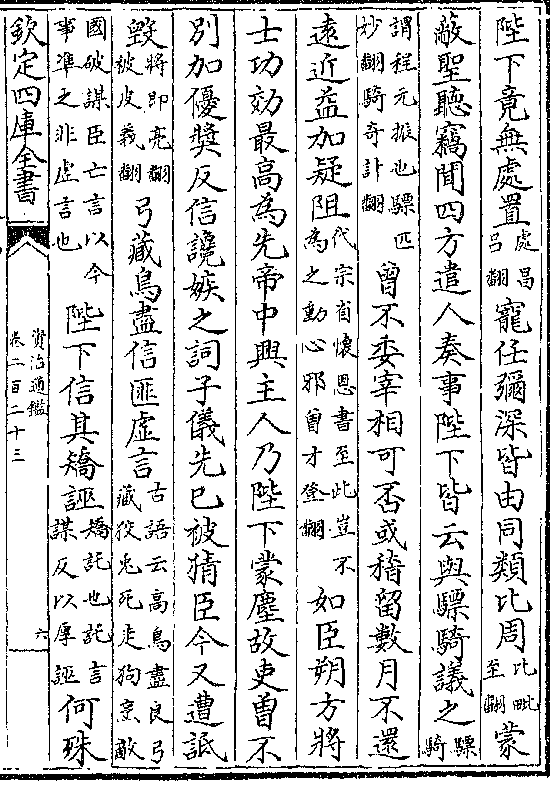 陛下竟無處置處昌呂翻寵任彌深皆由同類比周比毗至翻蒙
蔽聖聽竊聞四方遣人奏事陛下皆云與驃騎議之驃騎
謂程元振也驃匹妙翻騎奇計翻曾不委宰相可否或稽留數月不還
遠近益加疑阻代宗省懷恩書至此豈不為之動心邪曾才登翻如臣朔方將
士功効最高為先帝中興主人乃陛下蒙塵故吏曾不
别加優奬反信讒嫉之詞子儀先已被猜臣今又遭詆
毁將即亮翻被皮義翻弓藏鳥盡信匪虚言古語云高鳥盡良弓藏狡兎死走狗烹敵
國破謀臣亡言以今事凖之非虚言也陛下信其矯誣矯託也託言謀反以厚誣何殊
欽定四庫全書
資治通鑑
卷二百二十三
六